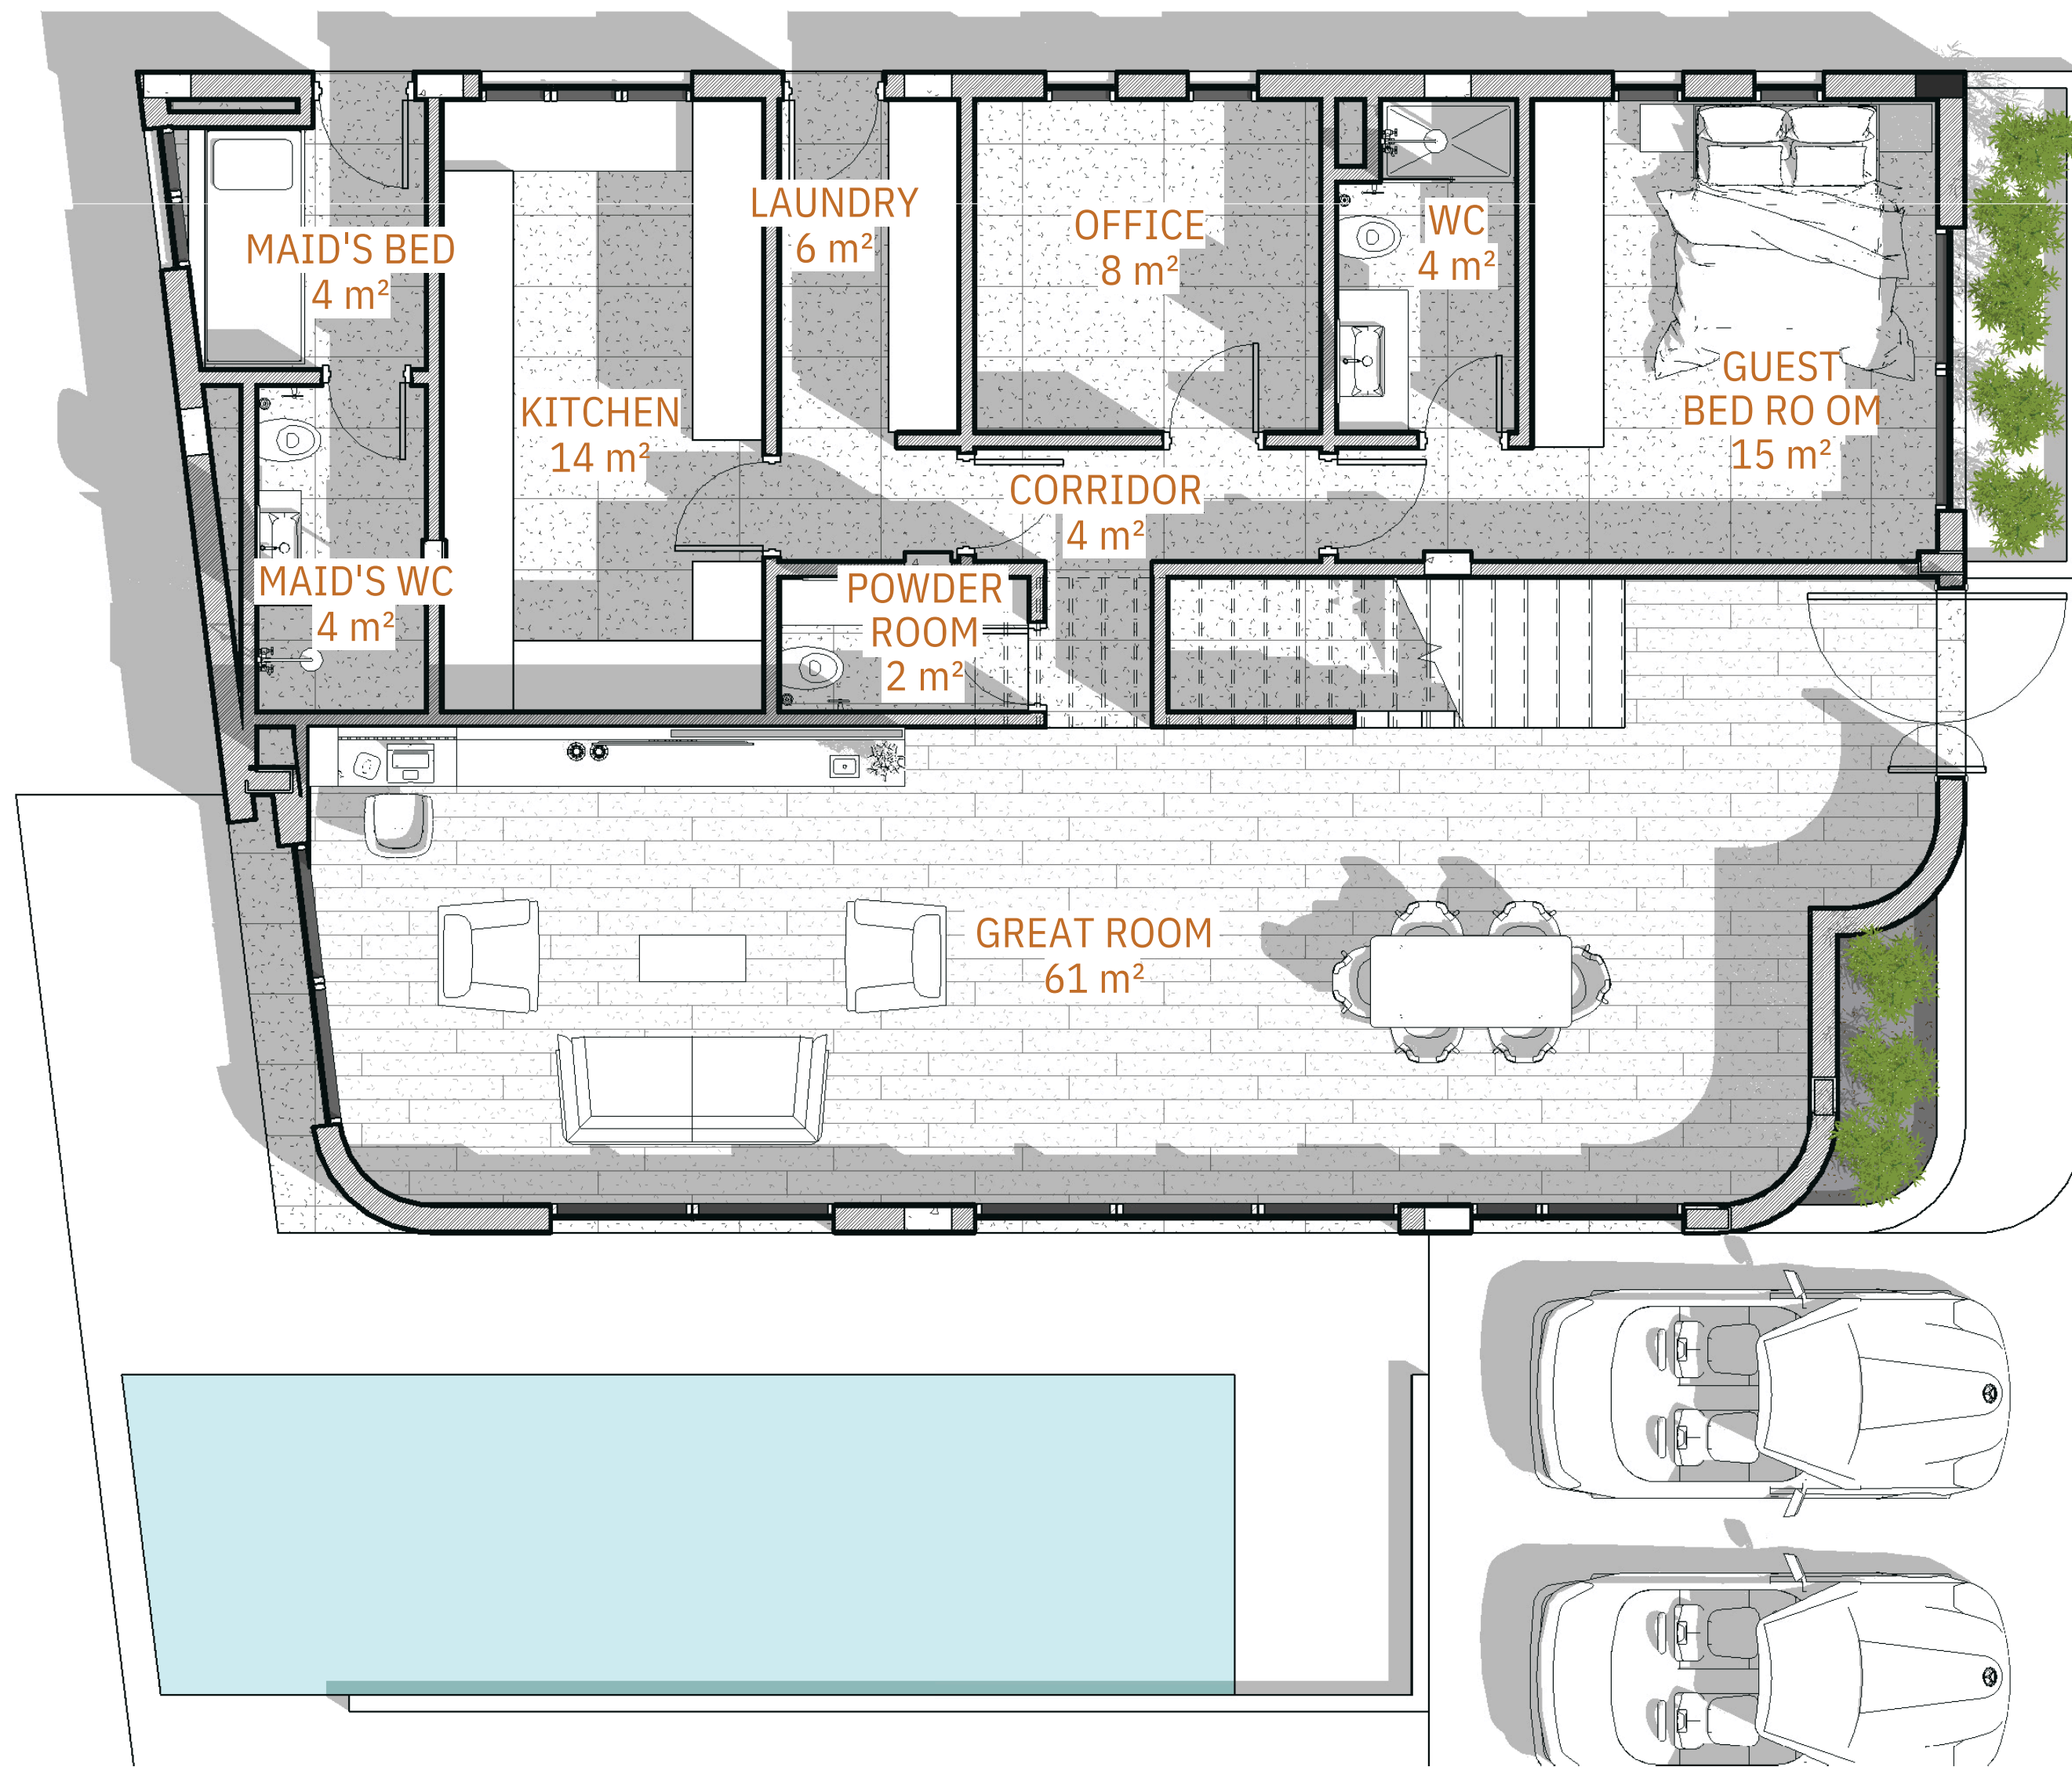 MAID'S BED
4 m²
KITCHEN
14 m²
LAUNDRY
6 m²
OFFICE
8 m²
WC
4 m²
GUEST
BED RO OM
15 m²
CORRIDOR
4 m²
MAID'S WC
4 m²
POWDER
ROOM
2 m²
GREAT ROOM
61 m²